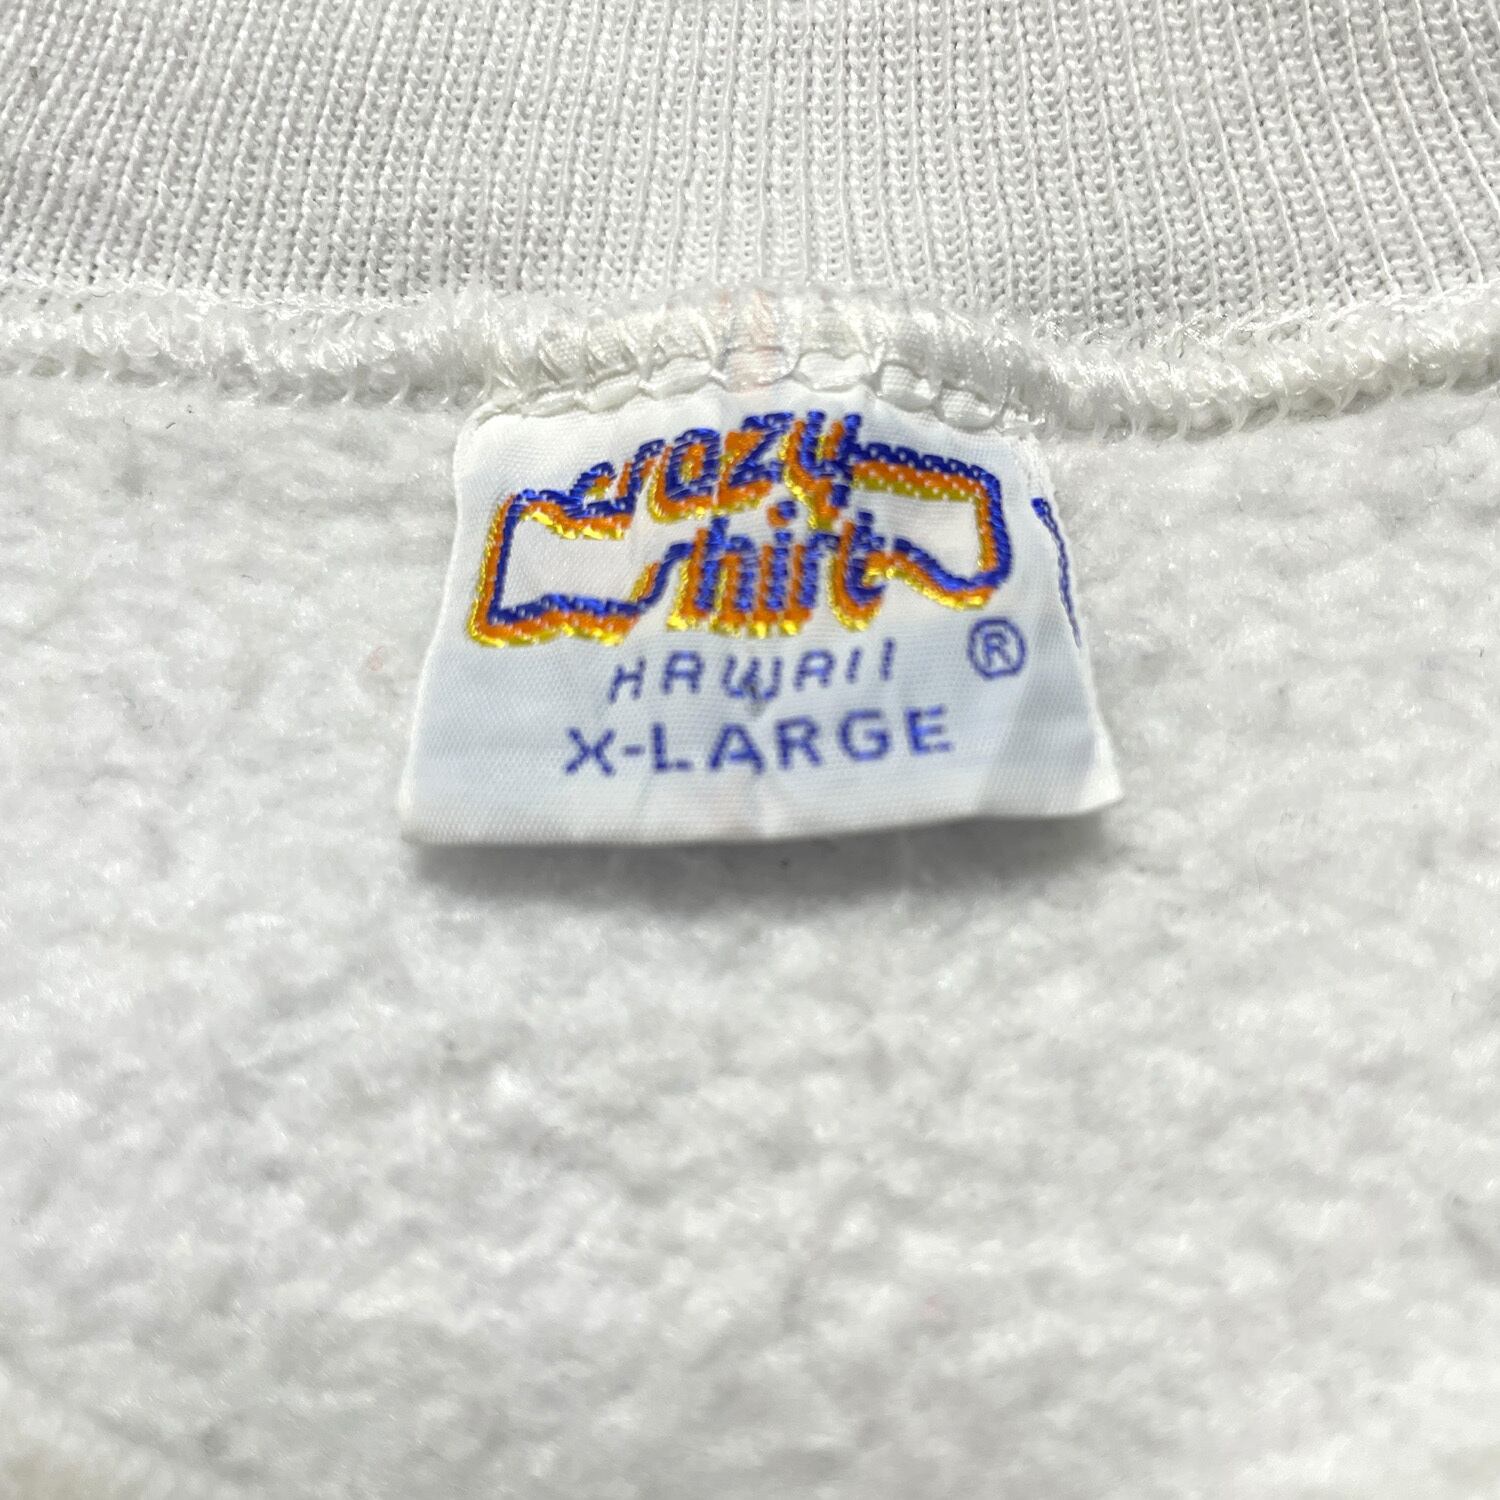 crazy
shirt
HAWAII ®
X-LARGE